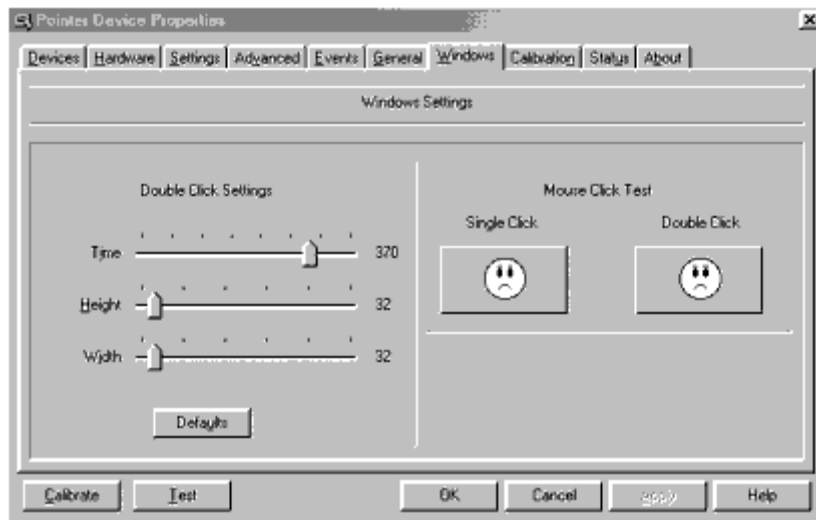 Pointer Device Properties
Devices Hardware Settings Advanced Events General Windows Calibration Status About
Windows Settings
Double Click Settings
Mouse Click Test
Single Click Double Click
Time 370
Height 32
Width 32
Defaults
Calibrate Test OK Cancel Apply Help